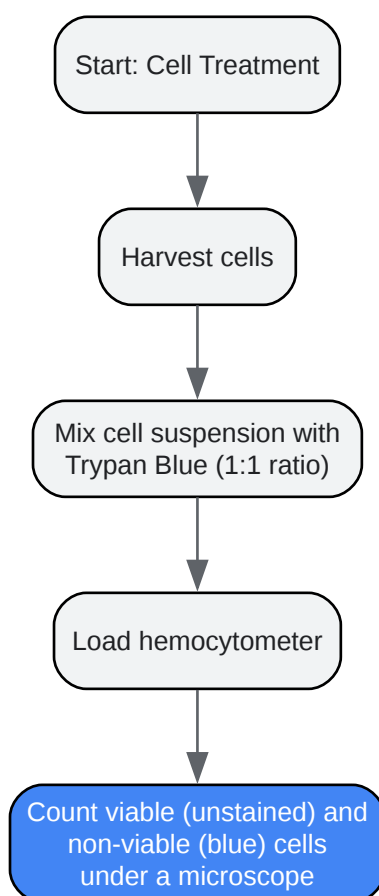 Start: Cell Treatment
Harvest cells
Mix cell suspension with
Trypan Blue (1:1 ratio)
Load hemocytometer
Count viable (unstained) and
non-viable (blue) cells
under a microscope